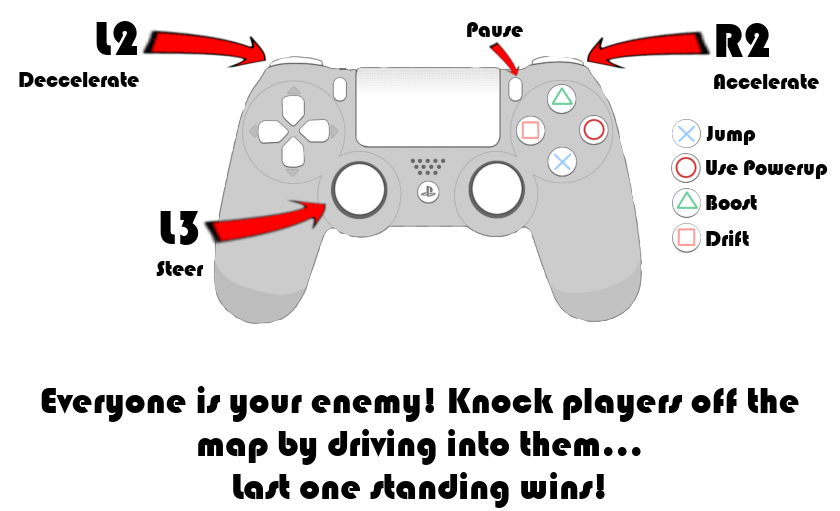 L2
Deccelerate
Pause
R2
Accelerate
Jump
Use Powerup
Boost
Drift
L3
Steer
Everyone is your enemy! Knock players off the
map by driving into them...
Last one standing wins!